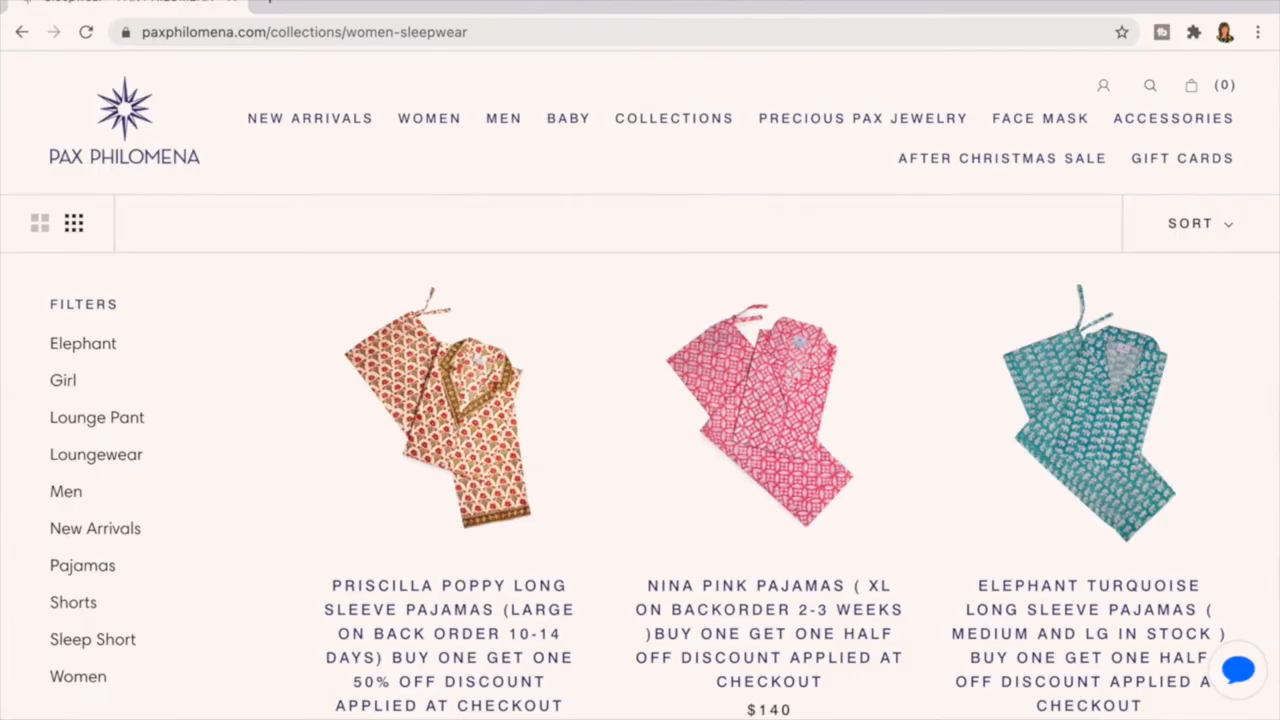 paxphilomena.com/collections/women-sleepwear
(0)
PAX PHILOMENA
NEW ARRIVALS WOMEN MEN BABY COLLECTIONS PRECIOUS PAX JEWELRY FACE MASK ACCESSORIES
AFTER CHRISTMAS SALE GIFT CARDS
SORT
FILTERS
Elephant
Girl
Lounge Pant
Loungewear
Men
New Arrivals
Pajamas
Shorts
Sleep Short
Women
PRISCILLA POPPY LONG
SLEEVE PAJAMAS (LARGE
ON BACK ORDER 10-14
DAYS) BUY ONE GET ONE
50% OFF DISCOUNT
APPLIED AT CHECKOUT
NINA PINK PAJAMAS ( XL
ON BACKORDER 2-3 WEEKS
)BUY ONE GET ONE HALF
OFF DISCOUNT APPLIED AT
CHECKOUT
$140
ELEPHANT TURQUOISE
LONG SLEEVE PAJAMAS (
MEDIUM AND LG IN STOCK )
BUY ONE GET ONE HALF
OFF DISCOUNT APPLIED A
CHECKOUT